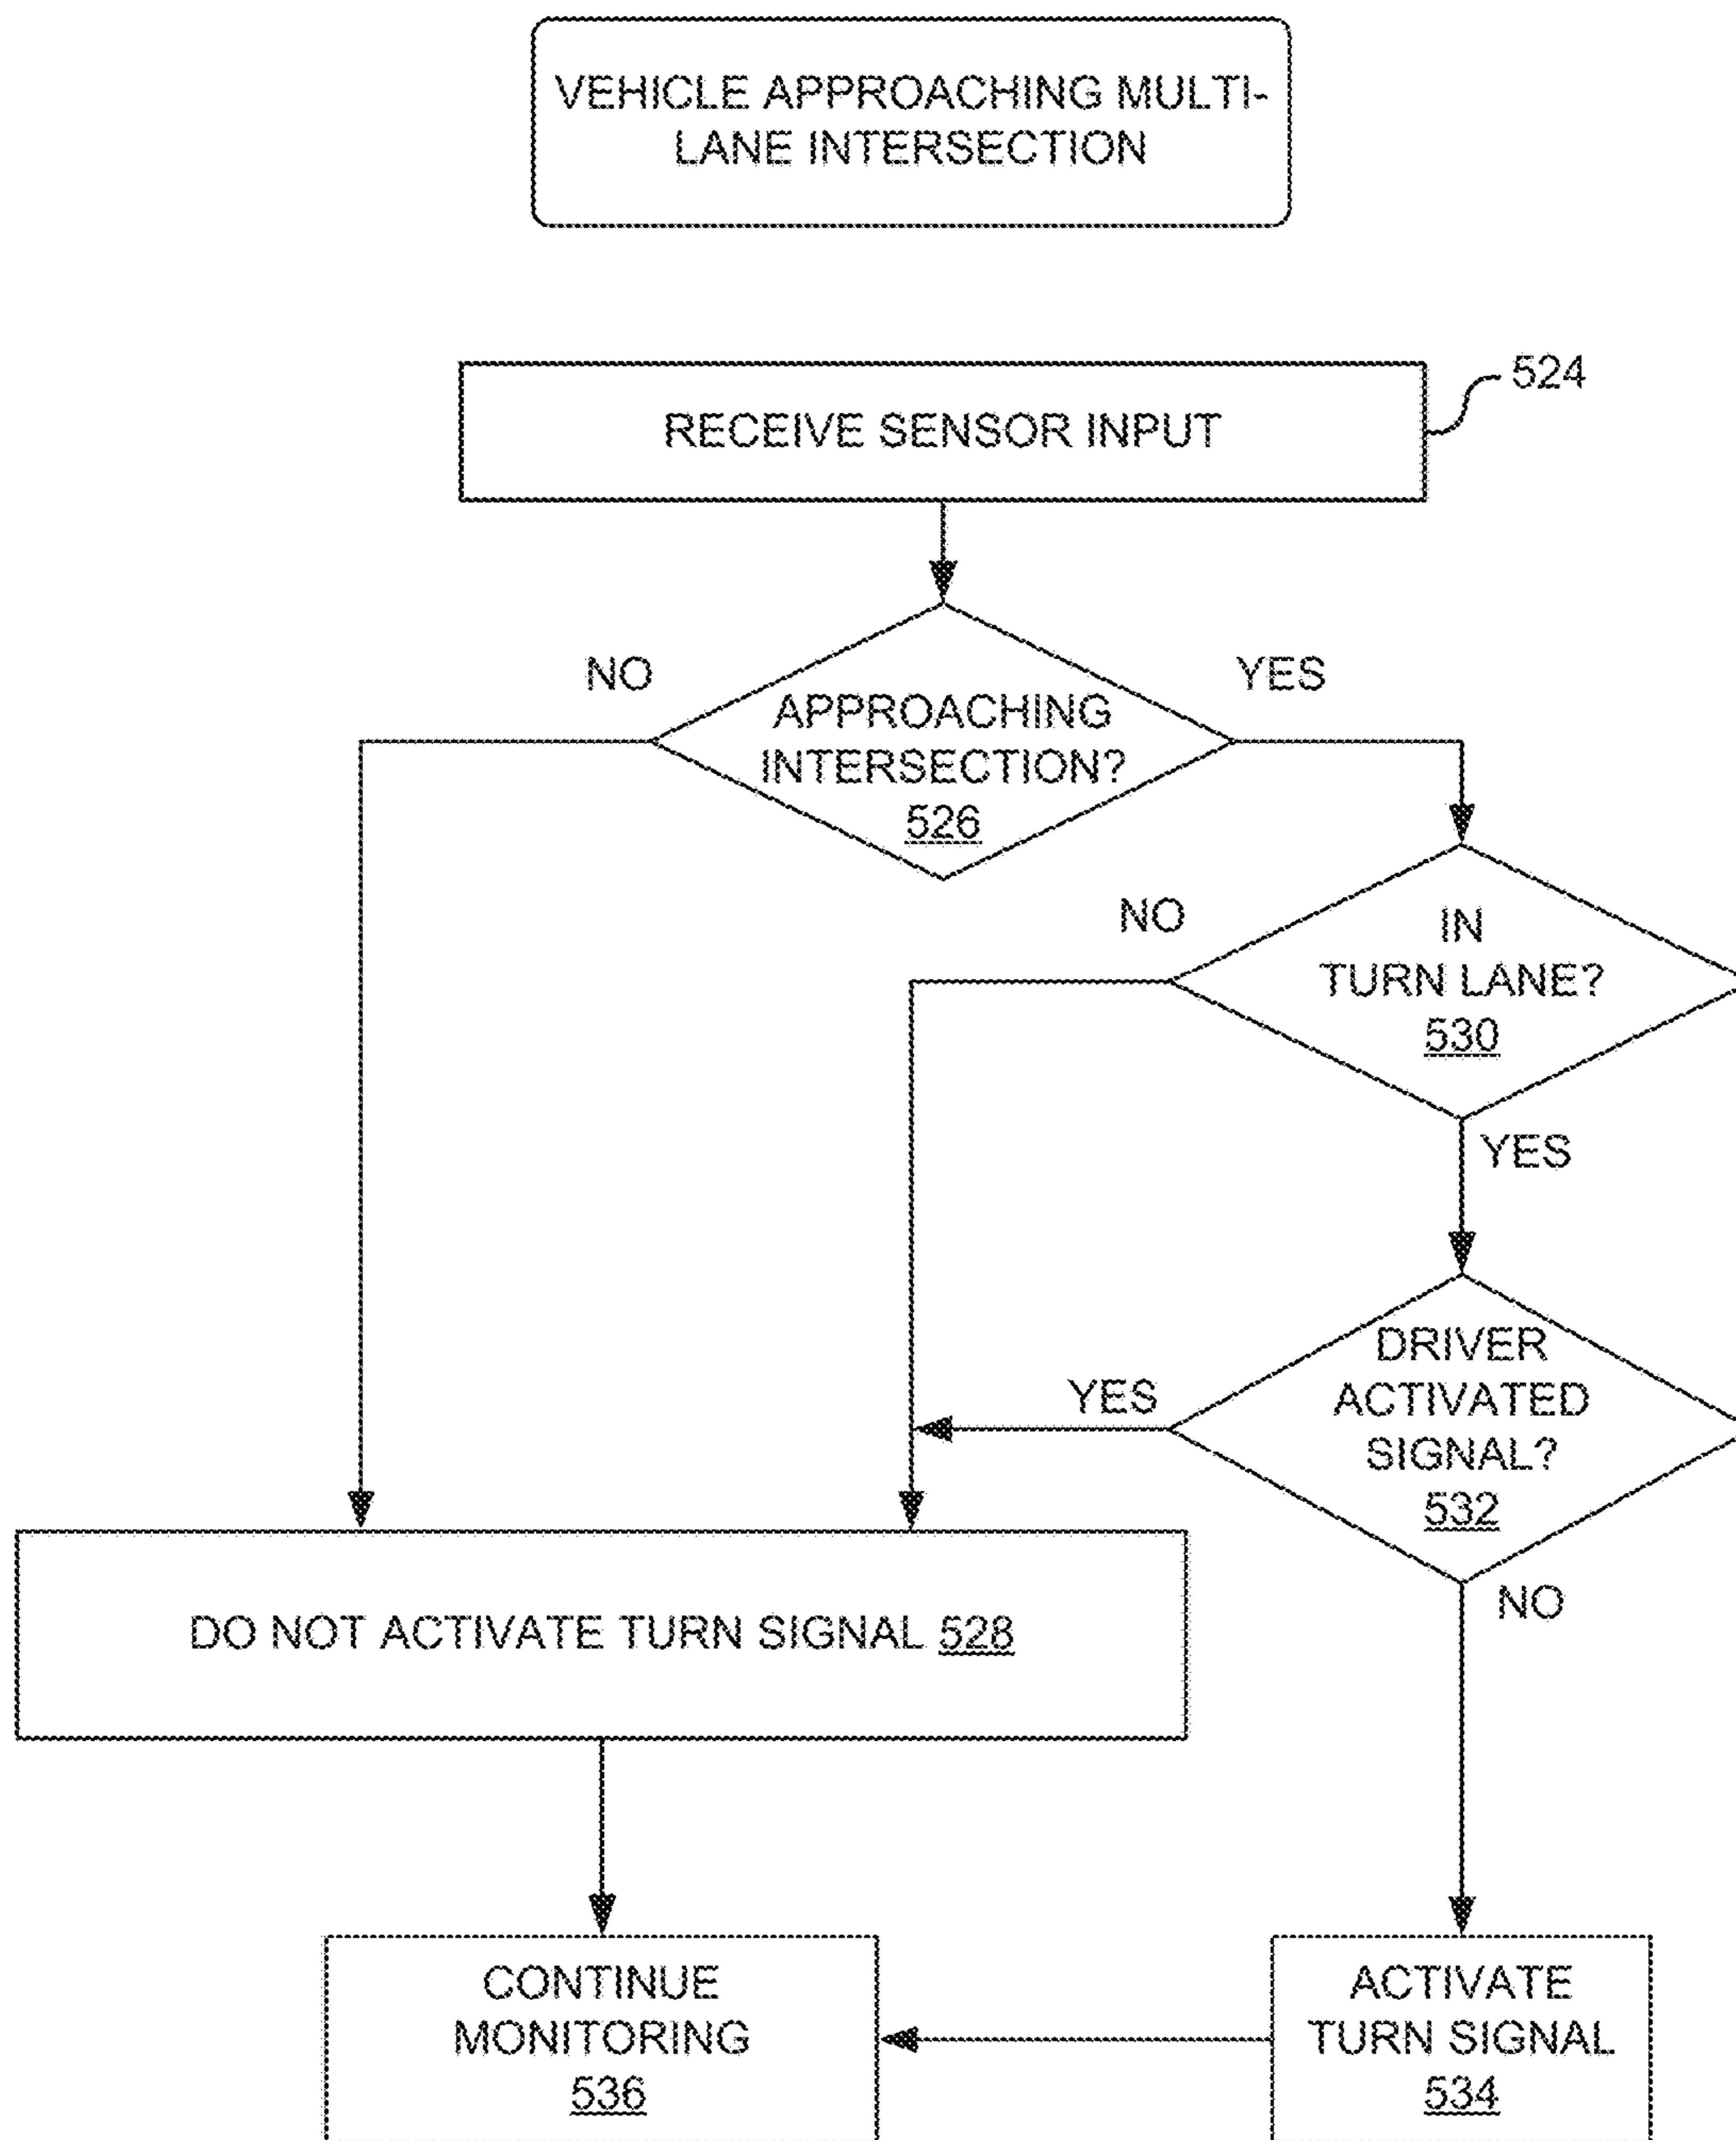 VEHICLE APPROACHING MULTI-
LANE INTERSECTION
524
RECEIVE SENSOR INPUT
NO
YES
APPROACHING
INTERSECTION?
526
NO
IN
TURN LANE?
530
YES
DRIVER
YES
ACTIVATED
SIGNAL?
532
NO
DO NOT ACTIVATE TURN SIGNAL 528
CONTINUE
MONITORING
536
ACTIVATE
TURN SIGNAL
534